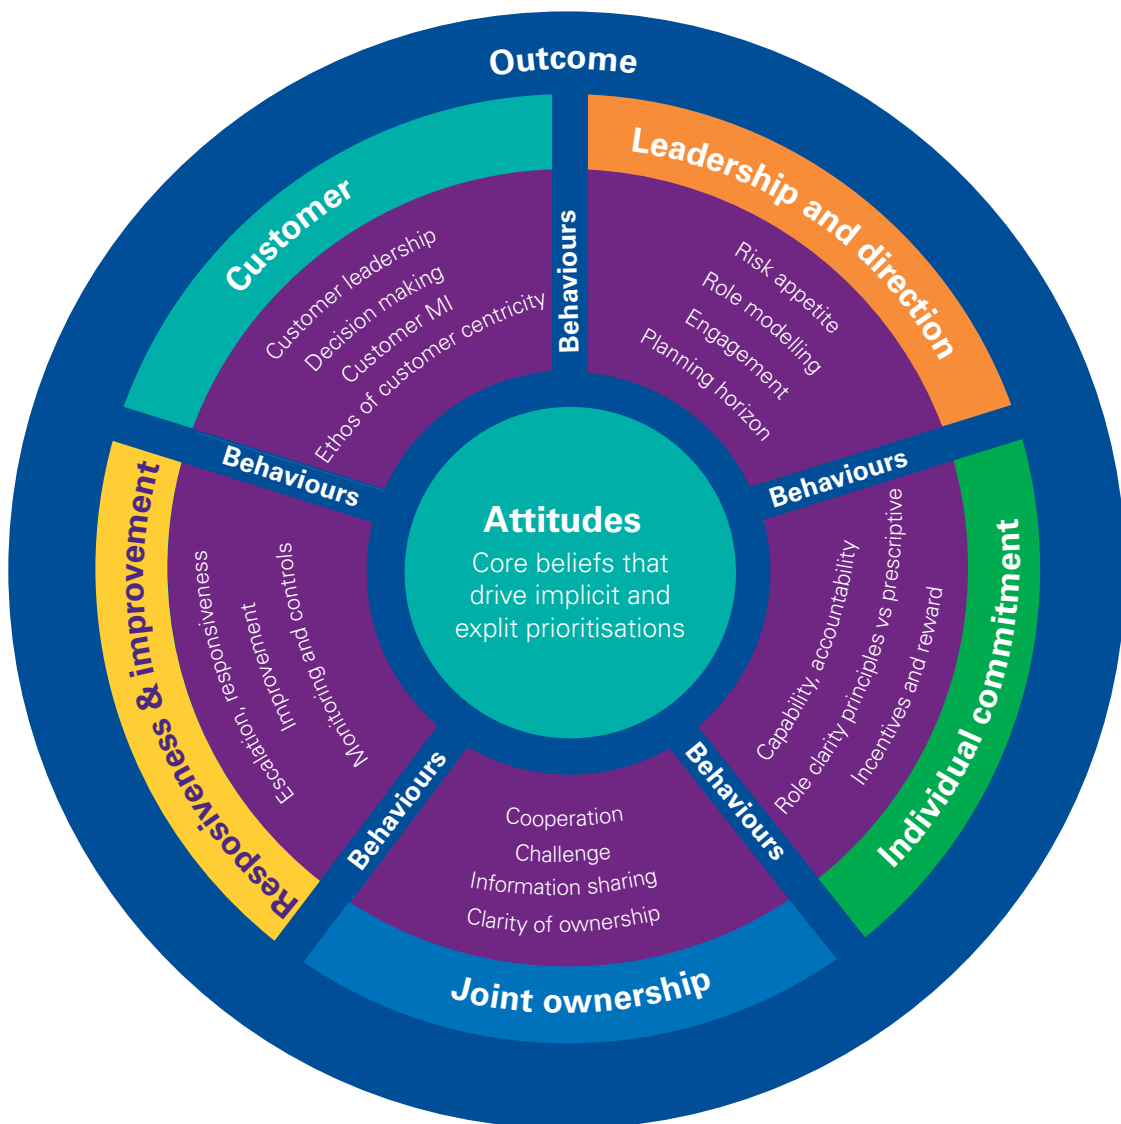 Outcome
Customer
Customer leadership
Decision making
Customer MI
Ethos of customer centricity
Behaviours
Leadership and direction
Risk appetite
Role modelling
Engagement
Planning horizon
Behaviours
Individual commitment
Capability, accountability
Role clarity principles vs prescriptive
Incentives and reward
Behaviours
Joint ownership
Cooperation
Challenge
Information sharing
Clarity of ownership
Behaviours
Resposiveness & improvement
Escalation, responsiveness
Improvement
Monitoring and controls
Behaviours
Attitudes
Core beliefs that
drive implicit and
explit prioritisations